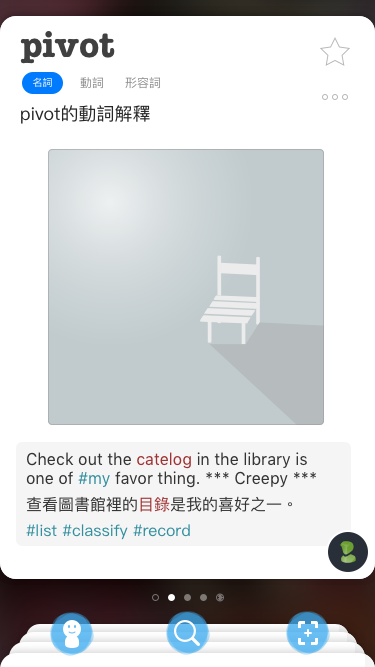 pivot
名詞 動詞 形容詞
pivot的動詞解釋
Check out the catelog in the library is
one of #my favor thing. *** Creepy ***
查看圖書館裡的目錄是我的喜好之一。
#list #classify #record